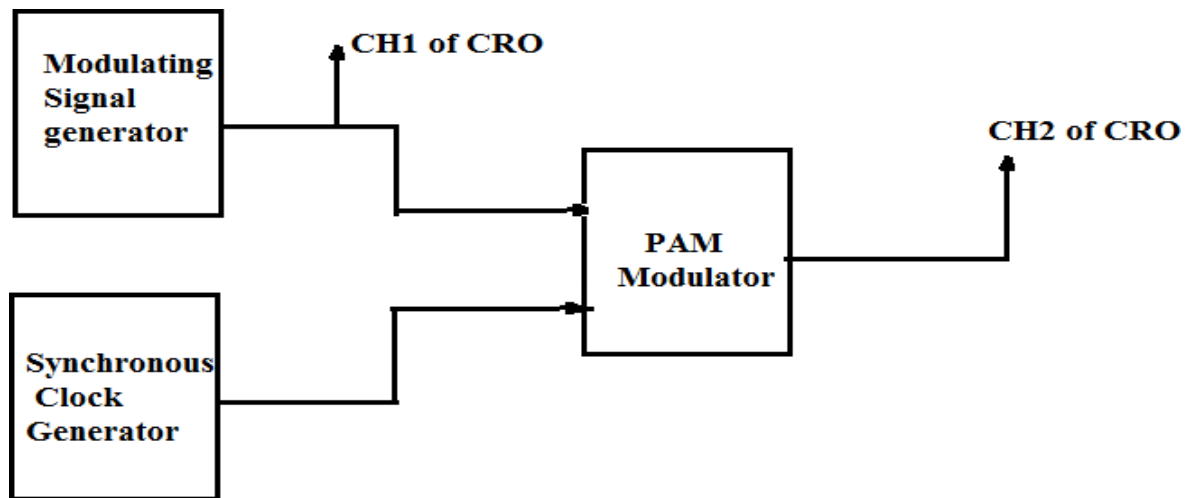 Modulating
Signal
generator
CH1 of CRO
CH2 of CRO
PAM
Modulator
Synchronous
Clock
Generator